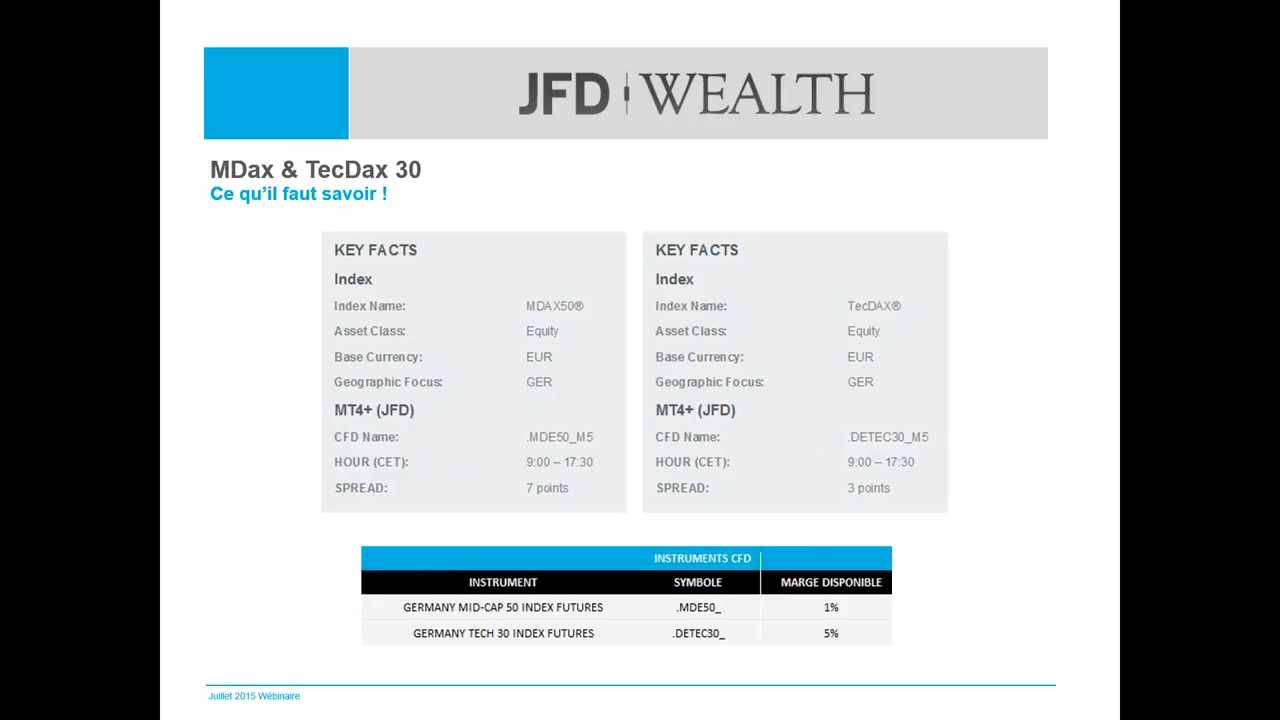 JFD WEALTH
MDax & TecDax 30
Ce qu'il faut savoir !
KEY FACTS
Index
Index Name: MDAX50®
Asset Class: Equity
Base Currency: EUR
Geographic Focus: GER
MT4+ (JFD)
CFD Name: .MDE50_M5
HOUR (CET): 9:00 – 17:30
SPREAD: 7 points
KEY FACTS
Index
Index Name: TecDAX®
Asset Class: Equity
Base Currency: EUR
Geographic Focus: GER
MT4+ (JFD)
CFD Name: .DETEC30_M5
HOUR (CET): 9:00 – 17:30
SPREAD: 3 points
INSTRUMENTS CFD
INSTRUMENT SYMBOLE MARGE DISPONIBLE
GERMANY MID-CAP 50 INDEX FUTURES .MDE50_ 1%
GERMANY TECH 30 INDEX FUTURES .DETEC30_ 5%
Juillet 2015 Wébinaire